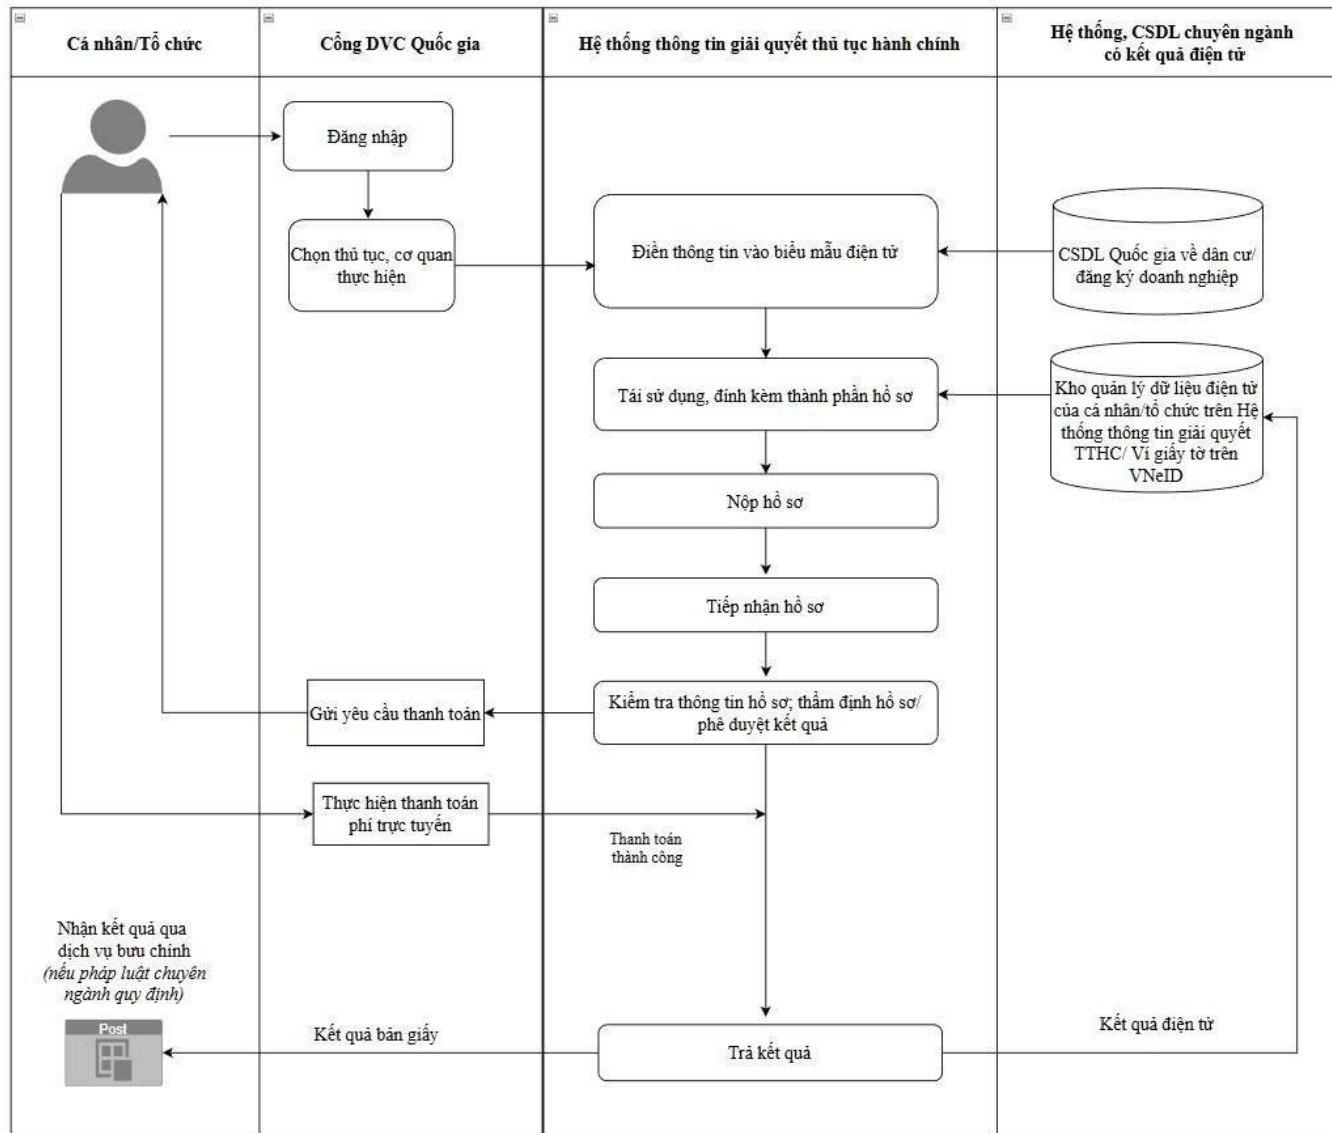 Cá nhân/Tổ chức
Cổng DVC Quốc gia
Hệ thống thông tin giải quyết thủ tục hành chính
Hệ thống, CSDL chuyên ngành
có kết quả điện tử
Đăng nhập
Chọn thủ tục, cơ quan
thực hiện
Điền thông tin vào biểu mẫu điện tử
CSDL Quốc gia về dân cư/
đăng ký doanh nghiệp
Tái sử dụng, đính kèm thành phần hồ sơ
Kho quản lý dữ liệu điện tử
của cá nhân/tổ chức trên Hệ
thống thông tin giải quyết
TTHC/ Ví giấy tờ trên
VNeID
Nộp hồ sơ
Tiếp nhận hồ sơ
Kiểm tra thông tin hồ sơ; thẩm định hồ sơ/
phê duyệt kết quả
Gửi yêu cầu thanh toán
Thực hiện thanh toán
phí trực tuyến
Thanh toán
thành công
Nhận kết quả qua
dịch vụ bưu chính
(nếu pháp luật chuyên
ngành quy định)
Post
Kết quả bản giấy
Trả kết quả
Kết quả điện tử